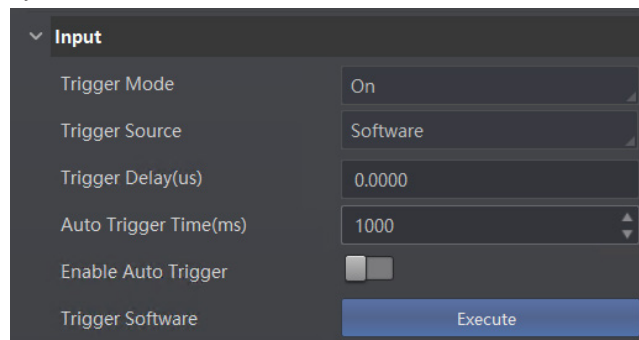 Input
Trigger Mode On
Trigger Source Software
Trigger Delay(us) 0.0000
Auto Trigger Time(ms) 1000
Enable Auto Trigger
Trigger Software Execute